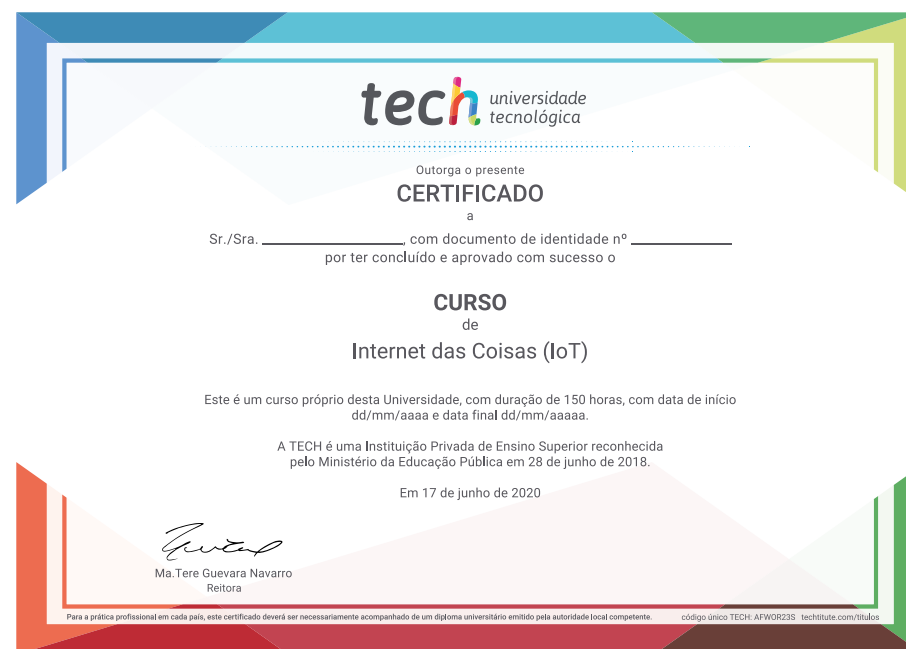 tech universidade
tecnológica
Outorga o presente
CERTIFICADO
a
Sr./Sra. ____________________, com documento de identidade nº ______________
por ter concluído e aprovado com sucesso o
CURSO
de
Internet das Coisas (IoT)
Este é um curso próprio desta Universidade, com duração de 150 horas, com data de início
dd/mm/aaaa e data final dd/mm/aaaaa.
A TECH é uma Instituição Privada de Ensino Superior reconhecida
pelo Ministério da Educação Pública em 28 de junho de 2018.
Em 17 de junho de 2020
Ma.Tere Guevara Navarro
Reitora
Para a prática profissional em cada país, este certificado deverá ser necessariamente acompanhado de um diploma universitário emitido pela autoridade local competente. código único TECH: AFWOR23S techtitute.com/titulos